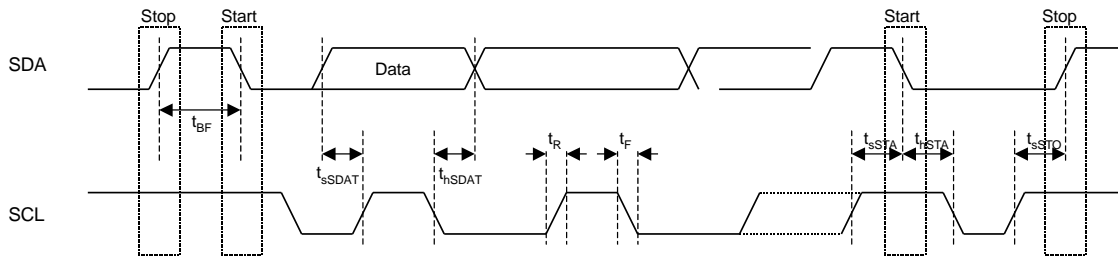 Stop Start Start Stop
SDA
Data
tBF
tR tF tsSTA thSTA tsSTO
tsSDAT thSDAT
SCL